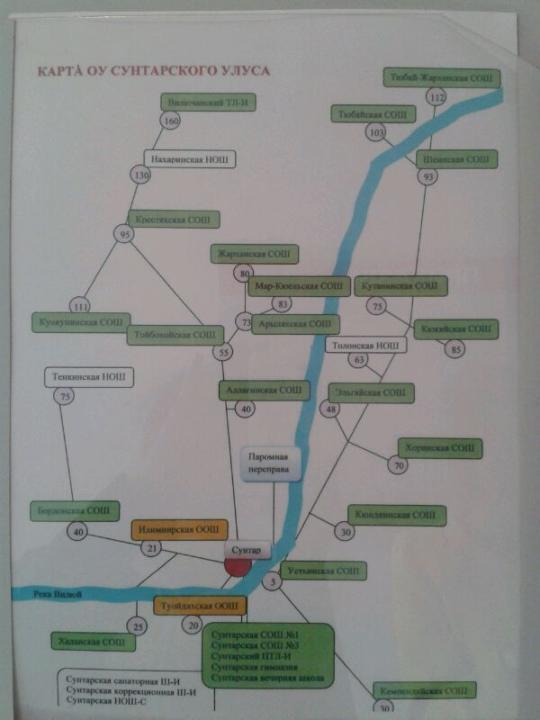 КАРТА ОУ СУНТАРСКОГО УЛУСА
Тюбяй-Жарханская СОШ
112
Вилючанский ТЛ-И
160
Тюбяйская СОШ
103
Нахаринская НОШ
130
Шеинская СОШ
93
Крестяхская СОШ
95
Жарханская СОШ
80
Мар-Кюельская СОШ
83
Кутанинская СОШ
75
111
Куокунинская СОШ
Тойбохойская СОШ
55
73
Арылахская СОШ
Кюкяйская СОШ
85
Толонская НОШ
63
Тенкинская НОШ
75
Аллагинская СОШ
40
Эльгяйская СОШ
48
Хоринская СОШ
70
Паромная
переправа
Бордонская СОШ
40
Илимнирская ООШ
21
Кюндяинская СОШ
30
Сунтар
Устьинская СОШ
5
Река Вилюй
Туойдахская ООШ
20
25
Хаданская СОШ
Сунтарская СОШ №1
Сунтарская СОШ №3
Сунтарский ПТЛ-И
Сунтарская гимназия
Сунтарская вечерняя школа
Сунтарская санаторная Ш-И
Сунтарская коррекционная Ш-И
Сунтарская НОШ-С
Кемпендяйская СОШ
30